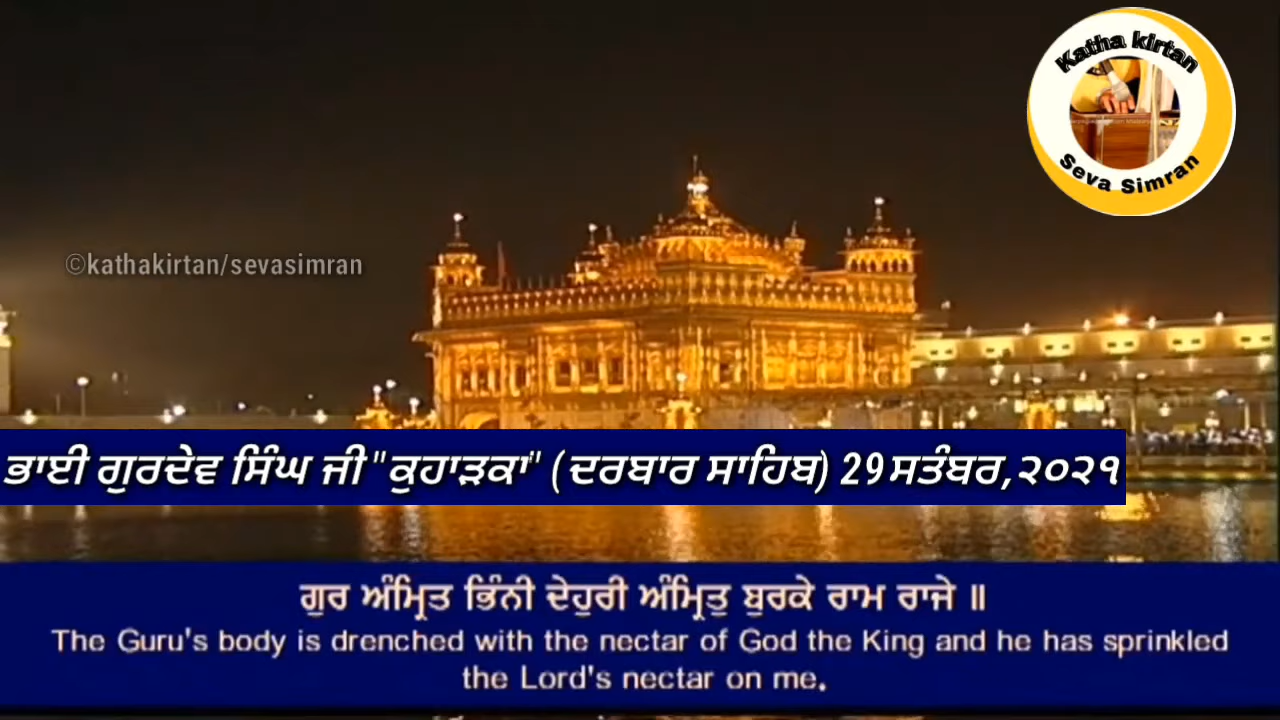 Katha kirtan
Seva Simran
©kathakirtan/sevasimran
ਭਾਈ ਗੁਰਦੇਵ ਸਿੰਘ ਜੀ "ਕੁਹਾੜਕਾਂ" (ਦਰਬਾਰ ਸਾਹਿਬ) 29 ਸਤੰਬਰ,੨੦੨੧
ਗੁਰ ਅੰਮ੍ਰਿਤ ਭਿੰਨੀ ਦੇਹੁਰੀ ਅੰਮ੍ਰਿਤੁ ਬੁਰਕੇ ਰਾਮ ਰਾਜੇ ॥
The Guru's body is drenched with the nectar of God the King and he has sprinkled
the Lord's nectar on me.